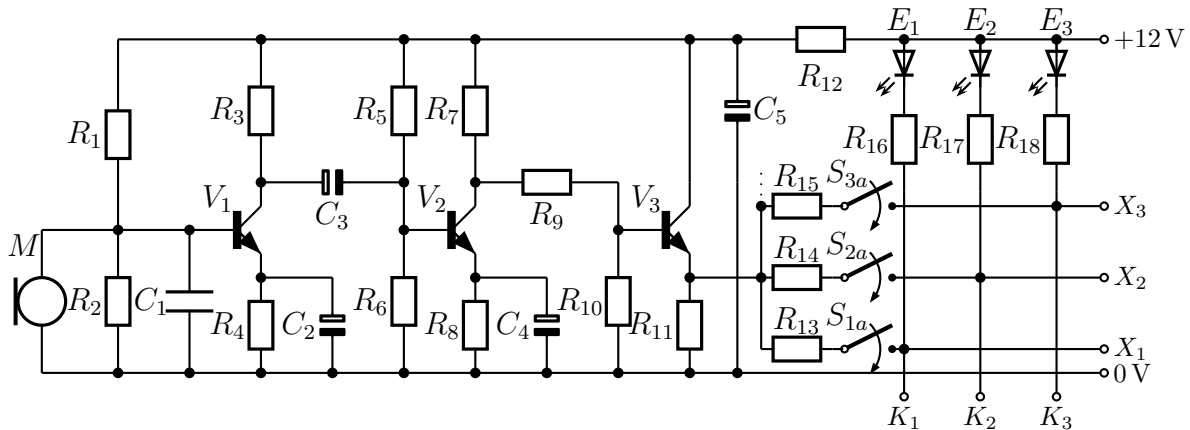 E1 E2 E3
+12 V
R3 R5 R7 R12 C5
R1
R16 R17 R18
V1 C3 V2 R9 V3 R15 S3a X3
M
R2 C1 R4 C2 R6 R8 C4 R10 R11 R14 S2a X2
R13 S1a X1
0 V
K1 K2 K3